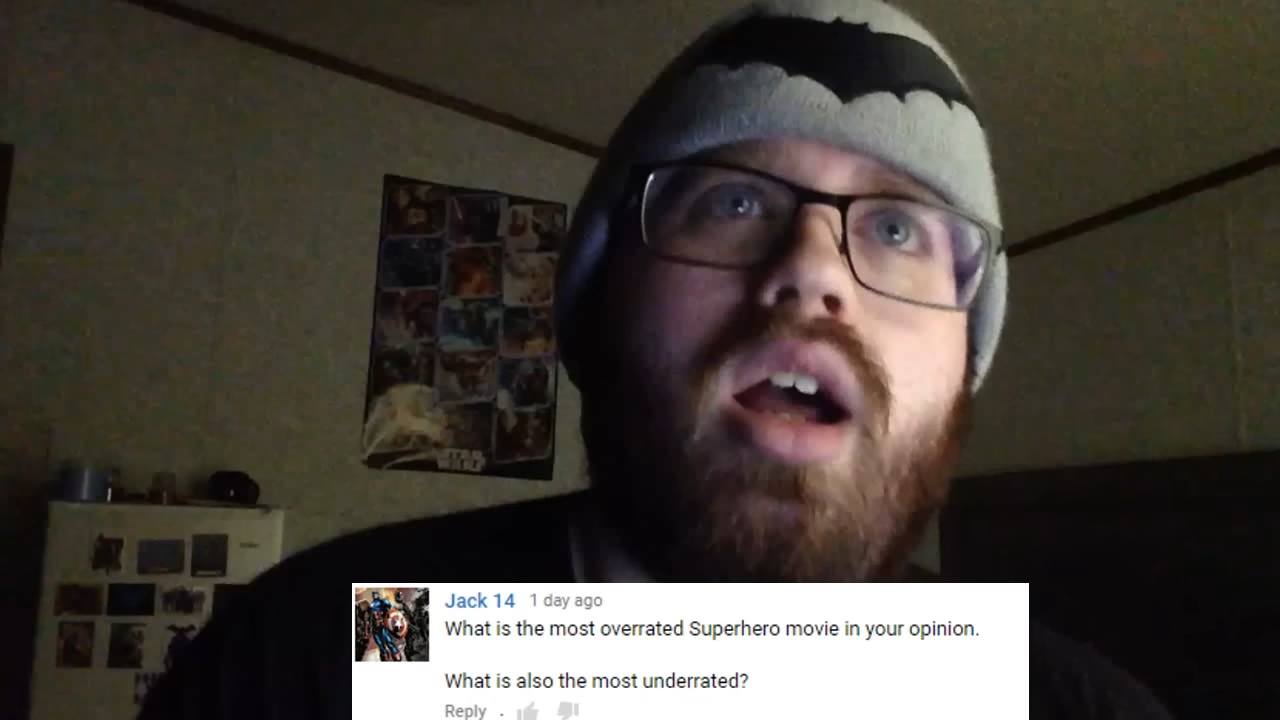 STAR
WARS
Jack 14 1 day ago
What is the most overrated Superhero movie in your opinion.
What is also the most underrated?
Reply .